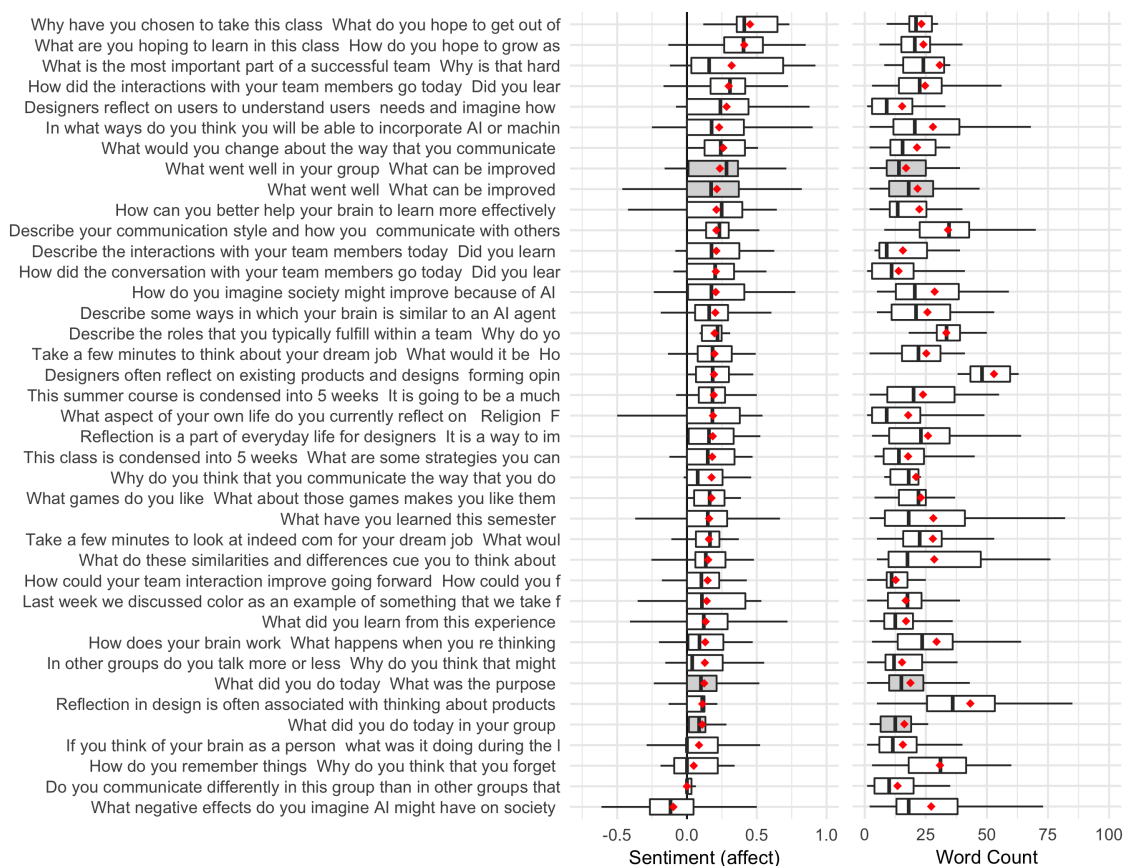 Why have you chosen to take this class What do you hope to get out of
What are you hoping to learn in this class How do you hope to grow as
What is the most important part of a successful team Why is that hard
How did the interactions with your team members go today Did you lear
Designers reflect on users to understand users needs and imagine how
In what ways do you think you will be able to incorporate AI or machin
What would you change about the way that you communicate
What went well in your group What can be improved
What went well What can be improved
How can you better help your brain to learn more effectively
Describe your communication style and how you communicate with others
Describe the interactions with your team members today Did you learn
How did the conversation with your team members go today Did you lear
How do you imagine society might improve because of AI
Describe some ways in which your brain is similar to an AI agent
Describe the roles that you typically fulfill within a team Why do yo
Take a few minutes to think about your dream job What would it be Ho
Designers often reflect on existing products and designs forming opin
This summer course is condensed into 5 weeks It is going to be a much
What aspect of your own life do you currently reflect on Religion F
Reflection is a part of everyday life for designers It is a way to im
This class is condensed into 5 weeks What are some strategies you can
Why do you think that you communicate the way that you do
What games do you like What about those games makes you like them
What have you learned this semester
Take a few minutes to look at indeed com for your dream job What woul
What do these similarities and differences cue you to think about
How could your team interaction improve going forward How could you f
Last week we discussed color as an example of something that we take f
What did you learn from this experience
How does your brain work What happens when you re thinking
In other groups do you talk more or less Why do you think that might
What did you do today What was the purpose
Reflection in design is often associated with thinking about products
What did you do today in your group
If you think of your brain as a person what was it doing during the l
How do you remember things Why do you think that you forget
Do you communicate differently in this group than in other groups that
What negative effects do you imagine AI might have on society
-0.5 0.0 0.5 1.0 0 25 50 75 100
Sentiment (affect) Word Count